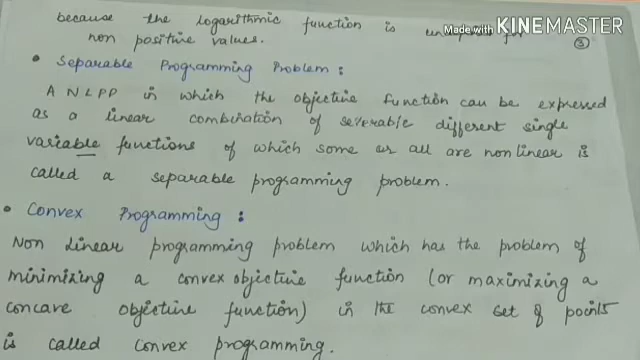 because the logarithmic function is
Made with KINEMASTER
non positive values.
3
• Separable Programming Problem :
A NLPP in which the objective function can be expressed
as a linear combination of severable different single
variable functions of which some or all are non linear is
called a separable programming problem.
• Convex Programming :
Non Linear programming problem which has the problem of
minimizing a convex objective function (or maximizing a
concave objective function) in the convex set of points
is called convex programming.